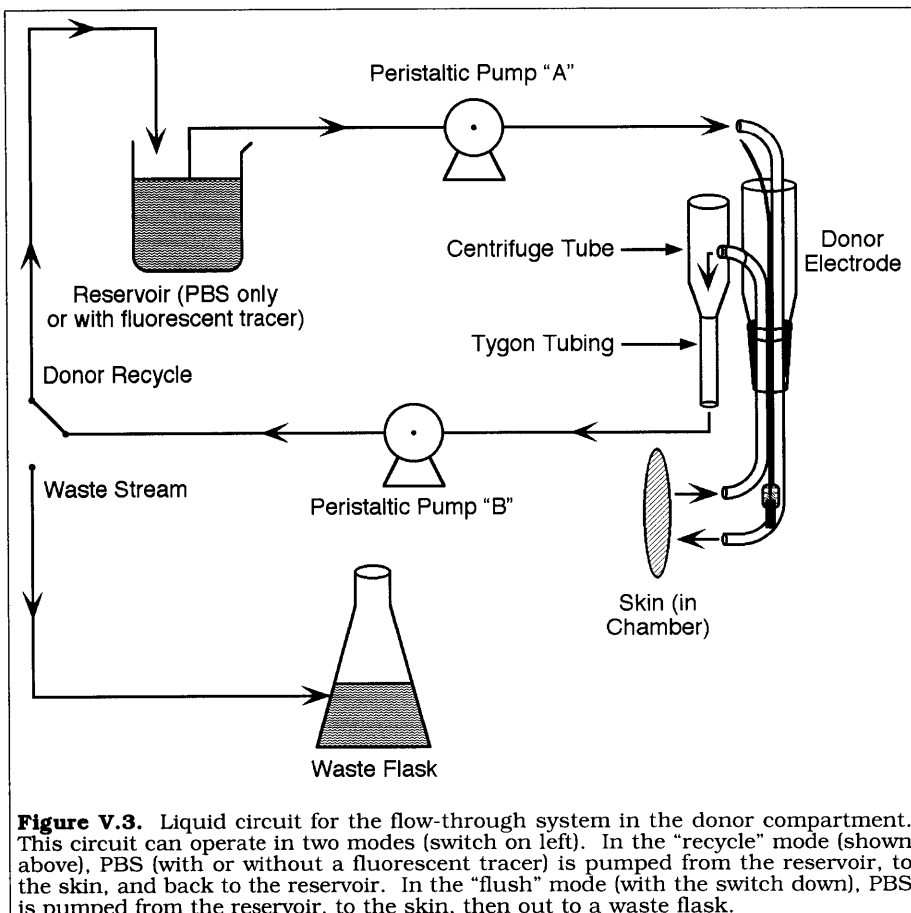 Peristaltic Pump “A”
Centrifuge Tube
Donor
Electrode
Reservoir (PBS only
or with fluorescent tracer)
Tygon Tubing
Donor Recycle
Waste Stream
Peristaltic Pump “B”
Skin (in
Chamber)
Waste Flask
Figure V.3. Liquid circuit for the flow-through system in the donor compartment.
This circuit can operate in two modes (switch on left). In the “recycle” mode (shown
above), PBS (with or without a fluorescent tracer) is pumped from the reservoir, to
the skin, and back to the reservoir. In the “flush” mode (with the switch down), PBS
is pumped from the reservoir, to the skin, then out to a waste flask.